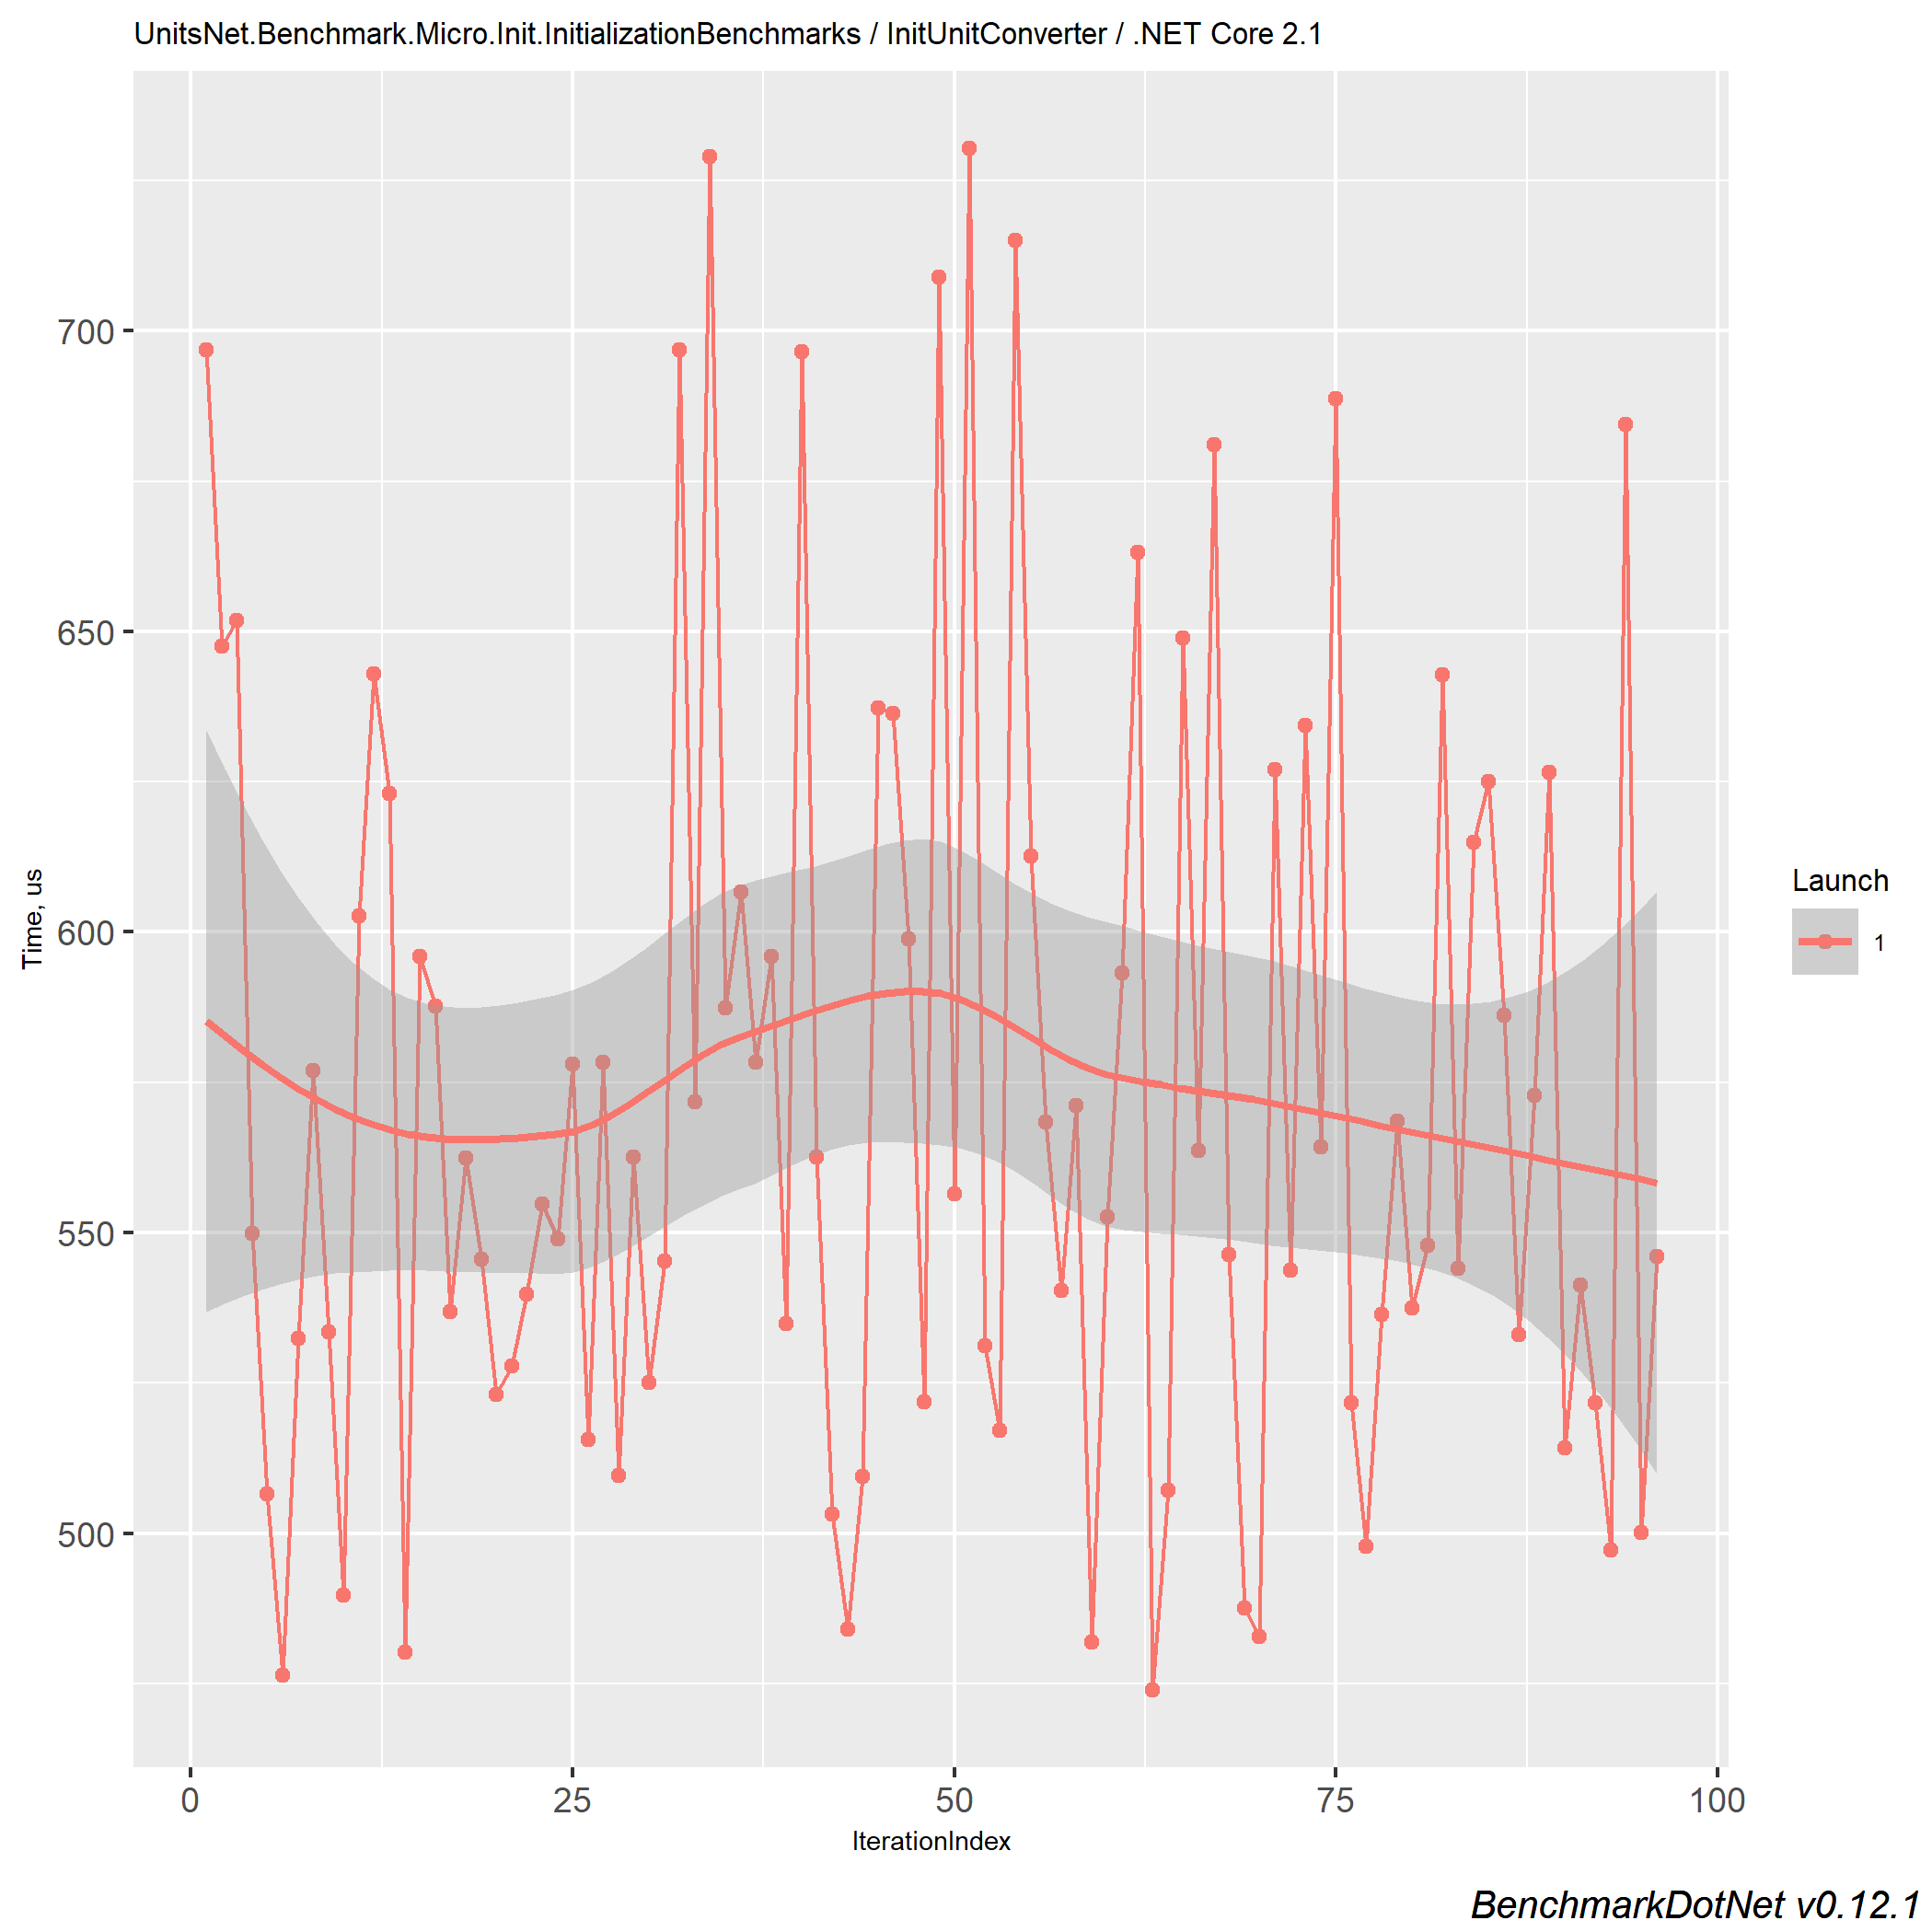 UnitsNet.Benchmark.Micro.Init.InitializationBenchmarks / InitUnitConverter / .NET Core 2.1
700
650
600
550
500
Time, us
0 25 50 75 100
IterationIndex
Launch
1
BenchmarkDotNet v0.12.1